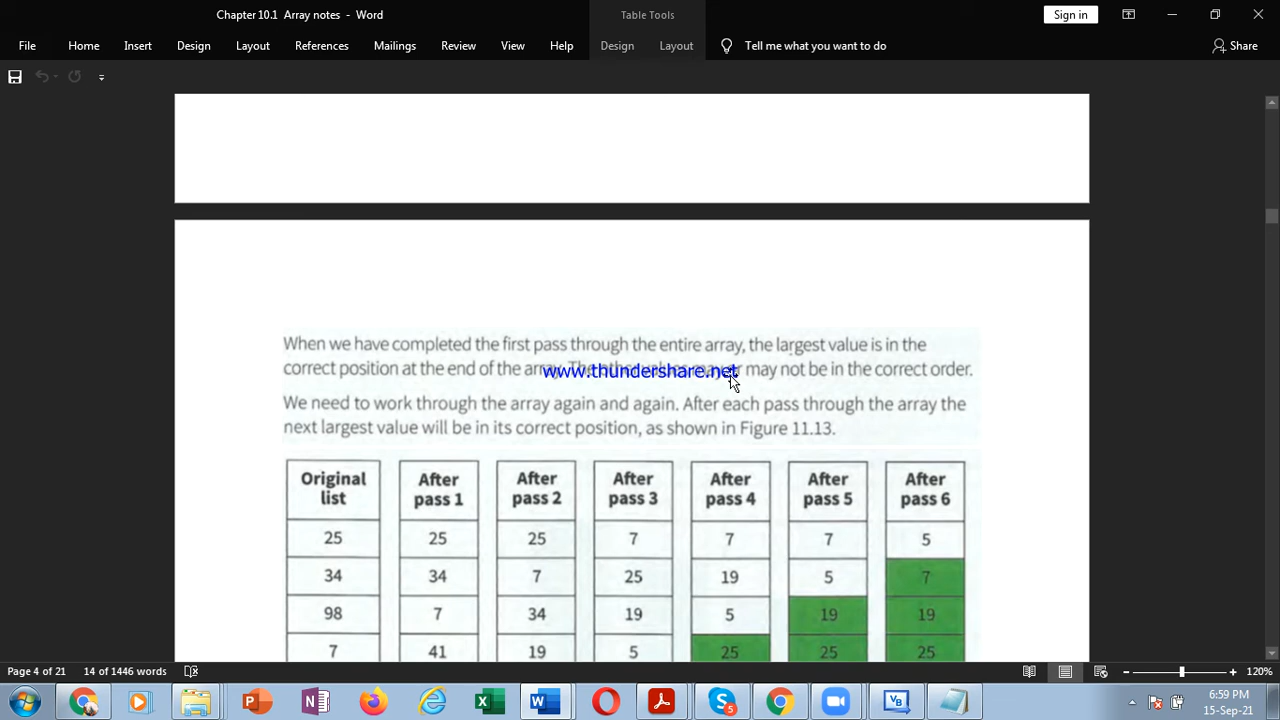 Chapter 10.1 Array notes - Word
Table Tools
Sign in
File Home Insert Design Layout References Mailings Review View Help Design Layout Tell me what you want to do Share
When we have completed the first pass through the entire array, the largest value is in the
correct position at the end of the array. The may not be in the correct order.
www.thundershare.net
We need to work through the array again and again. After each pass through the array the
next largest value will be in its correct position, as shown in Figure 11.13.
Original list After pass 1 After pass 2 After pass 3 After pass 4 After pass 5 After pass 6
25 25 25 7 7 7 5
34 34 7 25 19 5 7
98 7 34 19 5 19 19
7 41 19 5 25 25 25
Page 4 of 21 14 of 1446 words 120%
6:59 PM
15-Sep-21